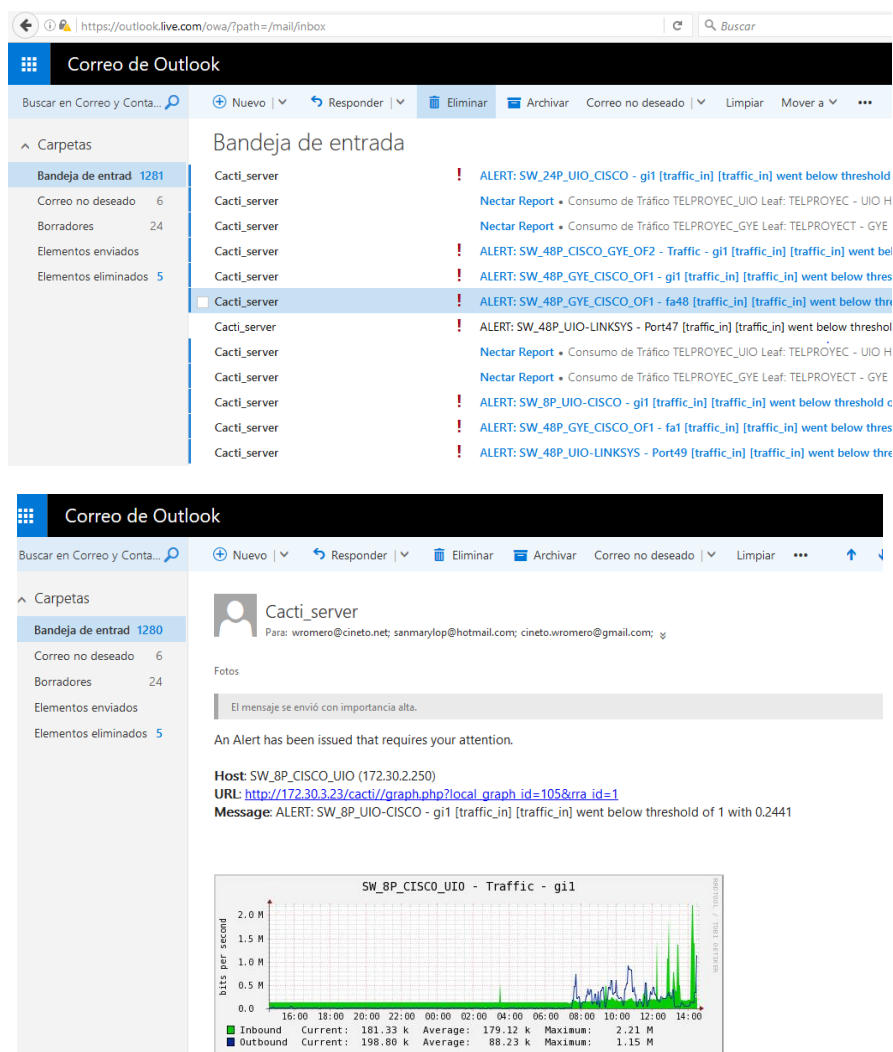 https://outlook.live.com/owa/?path=/mail/inbox
Buscar
Correo de Outlook
Buscar en Correo y Conta...
Nuevo
Responder
Eliminar
Archivar
Correo no deseado
Limpiar
Mover a
Carpetas
Bandeja de entrad 1281
Correo no deseado 6
Borradores 24
Elementos enviados
Elementos eliminados 5
Bandeja de entrada
Cacti_server ! ALERT: SW_24P_UIO_CISCO - gi1 [traffic_in] [traffic_in] went below threshold
Cacti_server Nectar Report • Consumo de Tráfico TELPROYEC_UIO Leaf: TELPROYEC - UIO H
Cacti_server Nectar Report • Consumo de Tráfico TELPROYEC_GYE Leaf: TELPROYECT - GYE
Cacti_server ! ALERT: SW_48P_CISCO_GYE_OF2 - Traffic - gi1 [traffic_in] [traffic_in] went bel
Cacti_server ! ALERT: SW_48P_GYE_CISCO_OF1 - gi1 [traffic_in] [traffic_in] went below thres
Cacti_server ! ALERT: SW_48P_GYE_CISCO_OF1 - fa48 [traffic_in] [traffic_in] went below thre
Cacti_server ! ALERT: SW_48P_UIO-LINKSYS - Port47 [traffic_in] [traffic_in] went below threshol
Cacti_server Nectar Report • Consumo de Tráfico TELPROYEC_UIO Leaf: TELPROYEC - UIO H
Cacti_server Nectar Report • Consumo de Tráfico TELPROYEC_GYE Leaf: TELPROYECT - GYE
Cacti_server ! ALERT: SW_8P_UIO-CISCO - gi1 [traffic_in] [traffic_in] went below threshold o
Cacti_server ! ALERT: SW_48P_GYE_CISCO_OF1 - fa1 [traffic_in] [traffic_in] went below thres
Cacti_server ! ALERT: SW_48P_UIO-LINKSYS - Port49 [traffic_in] [traffic_in] went below thre
Correo de Outlook
Buscar en Correo y Conta...
Nuevo
Responder
Eliminar
Archivar
Correo no deseado
Limpiar
Carpetas
Bandeja de entrad 1280
Correo no deseado 6
Borradores 24
Elementos enviados
Elementos eliminados 5
Cacti_server
Para: wromero@cineto.net; sanmarylop@hotmail.com; cineto.wromero@gmail.com;
Fotos
El mensaje se envió con importancia alta.
An Alert has been issued that requires your attention.
Host: SW_8P_CISCO_UIO (172.30.2.250)
URL: http://172.30.3.23/cacti//graph.php?local_graph_id=105&rra_id=1
Message: ALERT: SW_8P_UIO-CISCO - gi1 [traffic_in] [traffic_in] went below threshold of 1 with 0.2441
SW_8P_CISCO_UIO - Traffic - gi1
RRDTOOL / TOBI OETIKER
bits per second
2.0 M
1.5 M
1.0 M
0.5 M
0.0
16:00 18:00 20:00 22:00 00:00 02:00 04:00 06:00 08:00 10:00 12:00 14:00
Inbound Current: 181.33 k Average: 179.12 k Maximum: 2.21 M
Outbound Current: 198.80 k Average: 88.23 k Maximum: 1.15 M